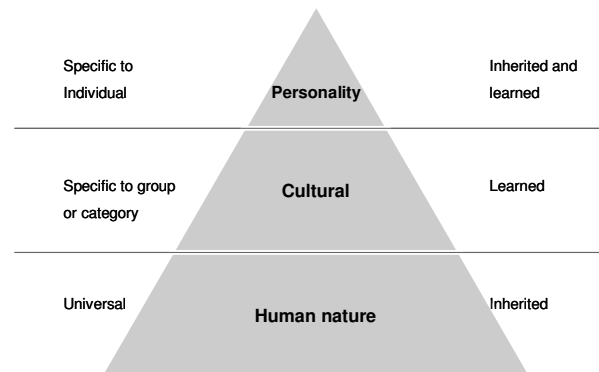 Specific to
Individual
Personality
Inherited and
learned
Specific to group
or category
Cultural
Learned
Universal
Human nature
Inherited